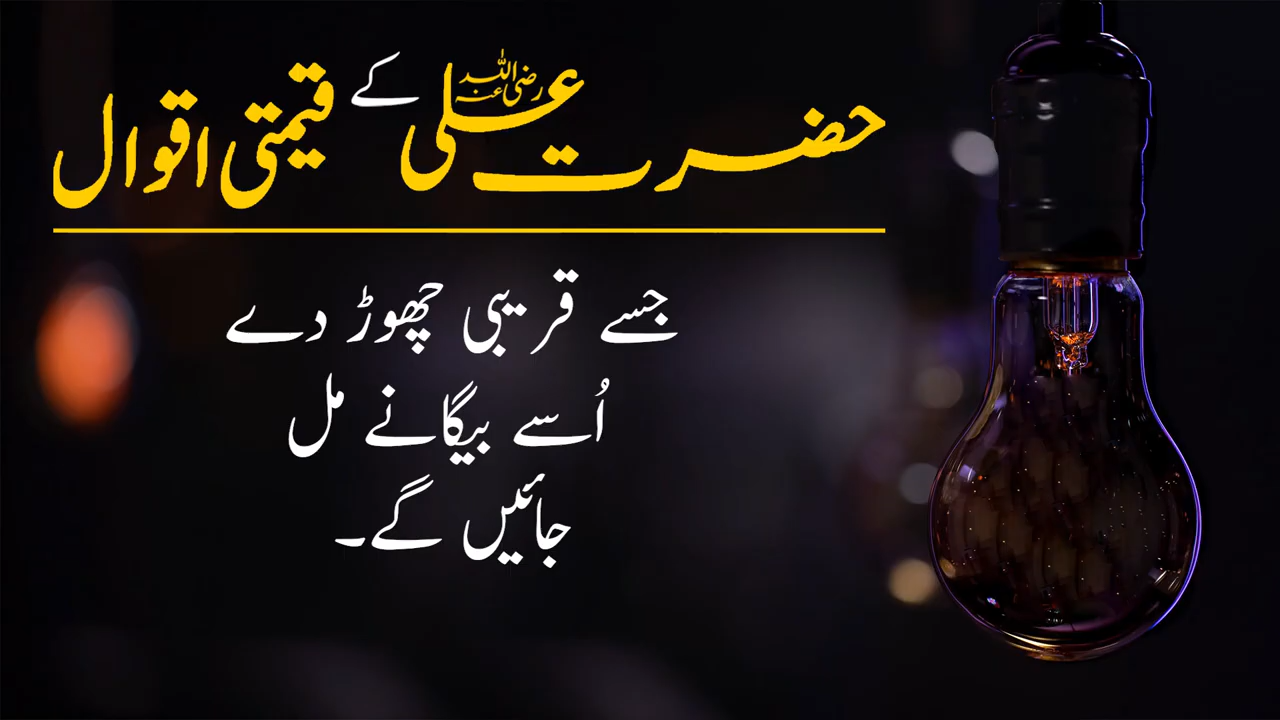 حضرت علی رضی اللہ عنہ کے قیمتی اقوال
جسے قریبی چھوڑ دے
اُسے بیگانے مل
جائیں گے۔